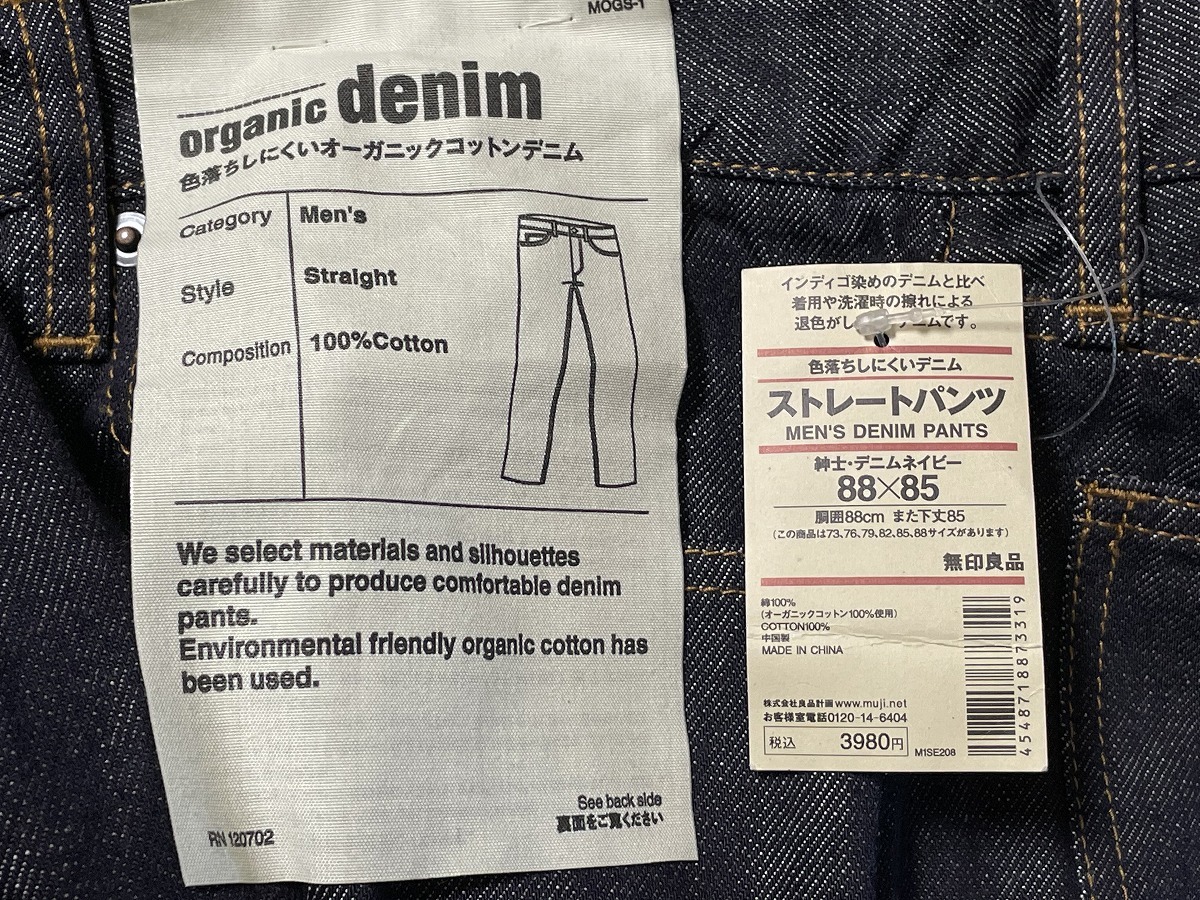 MOGS-1
organic denim
色落ちしにくいオーガニックコットンデニム
Category Men's
Style Straight
Composition 100%Cotton
We select materials and silhouettes
carefully to produce comfortable denim
pants.
Environmental friendly organic cotton has
been used.
See back side
裏面をご覧ください
RN 120702
インディゴ染めのデニムと比べ
着用や洗濯時の擦れによる
退色がし デニムです。
色落ちしにくいデニム
ストレートパンツ
MEN'S DENIM PANTS
紳士・デニムネイビー
88×85
胴囲88cm また下丈85
(この商品は73、76、79、82、85、88サイズがあります)
無印良品
綿100%
(オーガニックコットン100%使用)
COTTON100%
中国製
MADE IN CHINA
株式会社良品計画 www.muji.net
お客様室電話0120-14-6404
税込 3980円
M1SE208
4548718873319